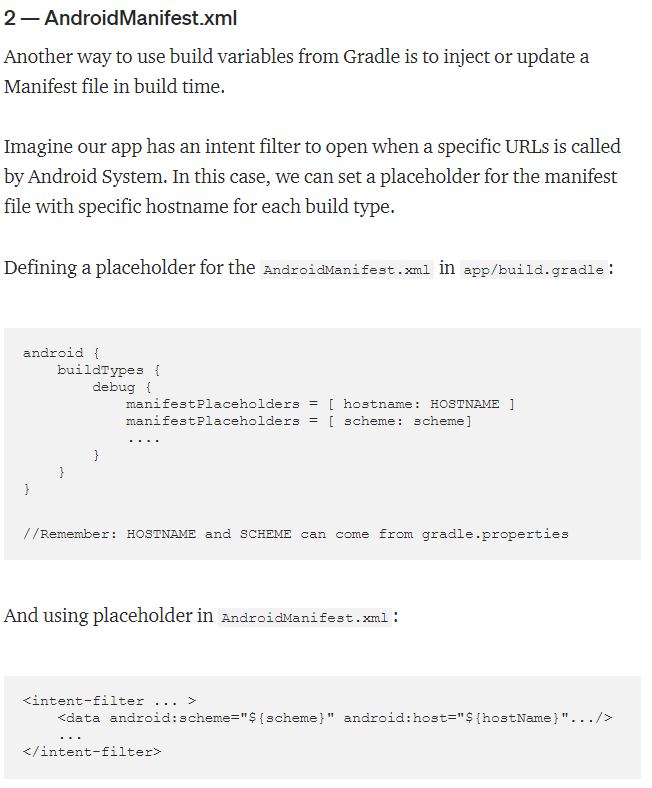 2 — AndroidManifest.xml
Another way to use build variables from Gradle is to inject or update a
Manifest file in build time.
Imagine our app has an intent filter to open when a specific URLs is called
by Android System. In this case, we can set a placeholder for the manifest
file with specific hostname for each build type.
Defining a placeholder for the AndroidManifest.xml in app/build.gradle:
android {
    buildTypes {
        debug {
            manifestPlaceholders = [ hostname: HOSTNAME ]
            manifestPlaceholders = [ scheme: scheme]
            ....
        }
    }
}
//Remember: HOSTNAME and SCHEME can come from gradle.properties
And using placeholder in AndroidManifest.xml:
<intent-filter ... >
    <data android:scheme="${scheme}" android:host="${hostName}".../>
    ...
</intent-filter>